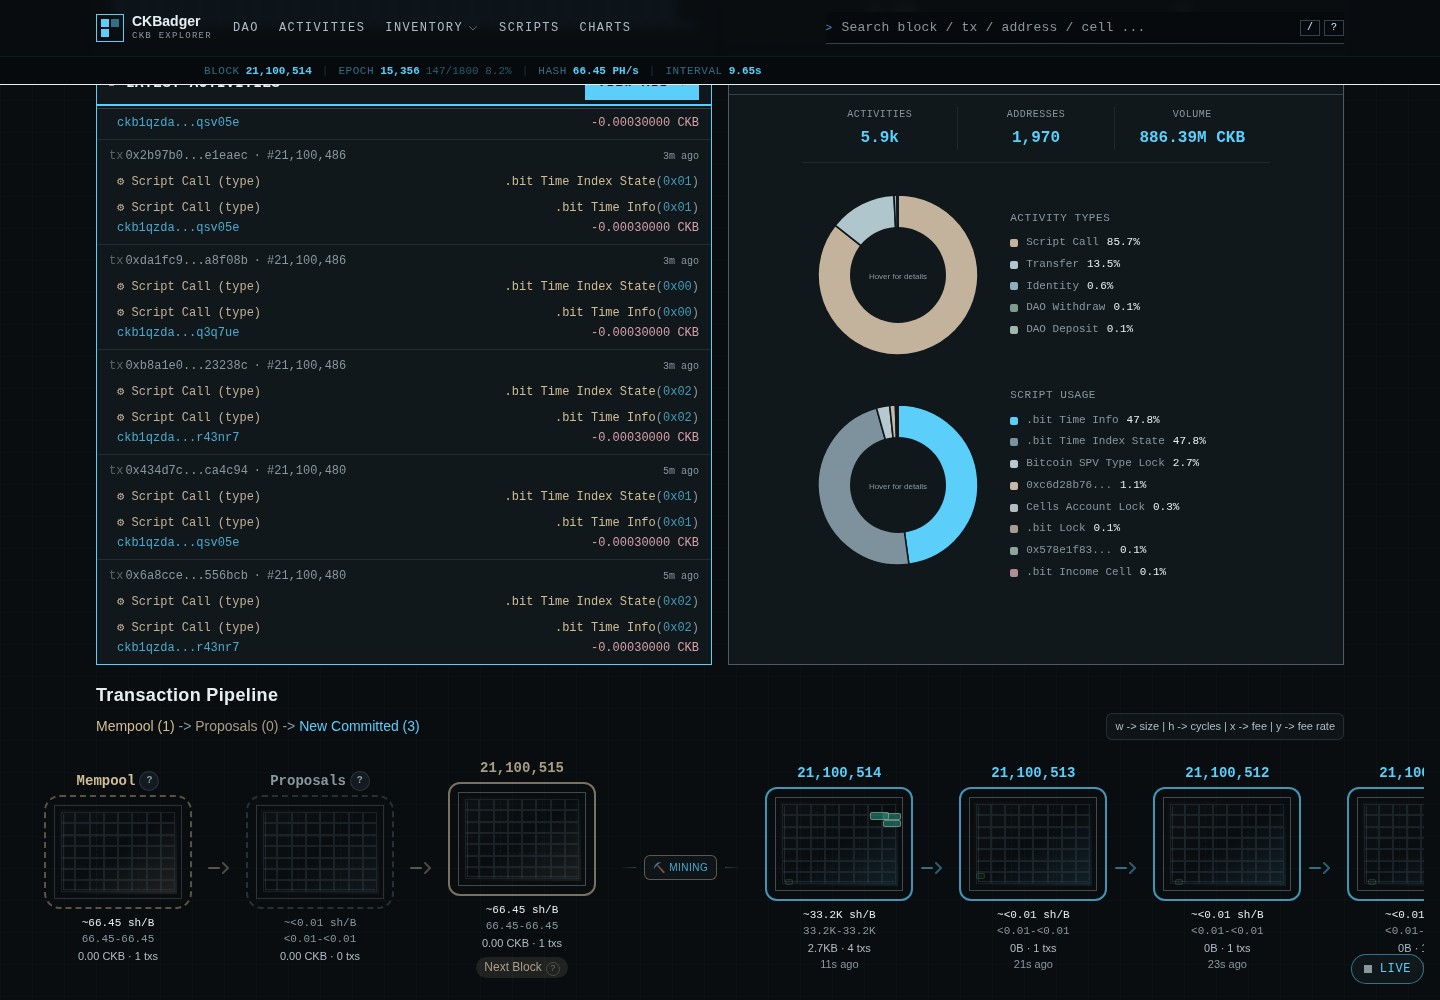 CKBadger
CKB EXPLORER
DAO ACTIVITIES INVENTORY SCRIPTS CHARTS
> Search block / tx / address / cell ... / ?
BLOCK 21,100,514 | EPOCH 15,356 147/1800 8.2% | HASH 66.45 PH/s | INTERVAL 9.65s
ckb1qzda...qsv05e -0.00030000 CKB
tx 0x2b97b0...e1eaec · #21,100,486 3m ago
⚙ Script Call (type) .bit Time Index State(0x01)
⚙ Script Call (type) .bit Time Info(0x01)
ckb1qzda...qsv05e -0.00030000 CKB
tx 0xda1fc9...a8f08b · #21,100,486 3m ago
⚙ Script Call (type) .bit Time Index State(0x00)
⚙ Script Call (type) .bit Time Info(0x00)
ckb1qzda...q3q7ue -0.00030000 CKB
tx 0xb8a1e0...23238c · #21,100,486 3m ago
⚙ Script Call (type) .bit Time Index State(0x02)
⚙ Script Call (type) .bit Time Info(0x02)
ckb1qzda...r43nr7 -0.00030000 CKB
tx 0x434d7c...ca4c94 · #21,100,480 5m ago
⚙ Script Call (type) .bit Time Index State(0x01)
⚙ Script Call (type) .bit Time Info(0x01)
ckb1qzda...qsv05e -0.00030000 CKB
tx 0x6a8cce...556bcb · #21,100,480 5m ago
⚙ Script Call (type) .bit Time Index State(0x02)
⚙ Script Call (type) .bit Time Info(0x02)
ckb1qzda...r43nr7 -0.00030000 CKB
ACTIVITIES ADDRESSES VOLUME
5.9k 1,970 886.39M CKB
Hover for details
ACTIVITY TYPES
Script Call 85.7%
Transfer 13.5%
Identity 0.6%
DAO Withdraw 0.1%
DAO Deposit 0.1%
Hover for details
SCRIPT USAGE
.bit Time Info 47.8%
.bit Time Index State 47.8%
Bitcoin SPV Type Lock 2.7%
0xc6d28b76... 1.1%
Cells Account Lock 0.3%
.bit Lock 0.1%
0x578e1f83... 0.1%
.bit Income Cell 0.1%
Transaction Pipeline
Mempool (1) -> Proposals (0) -> New Committed (3)
w -> size | h -> cycles | x -> fee | y -> fee rate
Mempool ?
~66.45 sh/B
66.45-66.45
0.00 CKB · 1 txs
Proposals ?
~<0.01 sh/B
<0.01-<0.01
0.00 CKB · 0 txs
21,100,515
~66.45 sh/B
66.45-66.45
0.00 CKB · 1 txs
Next Block ?
MINING
21,100,514
~33.2K sh/B
33.2K-33.2K
2.7KB · 4 txs
11s ago
21,100,513
~<0.01 sh/B
<0.01-<0.01
0B · 1 txs
21s ago
21,100,512
~<0.01 sh/B
<0.01-<0.01
0B · 1 txs
23s ago
21,10
~<0.01
<0.01-
0B ·
LIVE